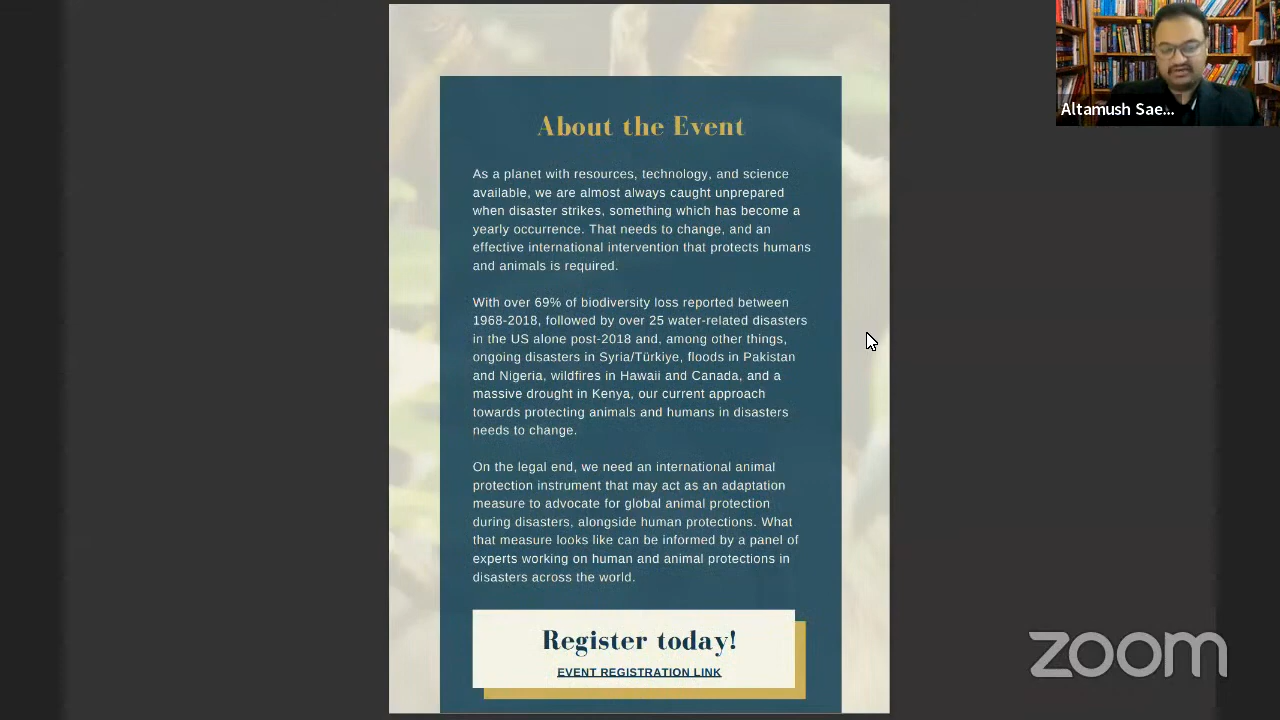 About the Event
As a planet with resources, technology, and science
available, we are almost always caught unprepared
when disaster strikes, something which has become a
yearly occurrence. That needs to change, and an
effective international intervention that protects humans
and animals is required.
With over 69% of biodiversity loss reported between
1968-2018, followed by over 25 water-related disasters
in the US alone post-2018 and, among other things,
ongoing disasters in Syria/Türkiye, floods in Pakistan
and Nigeria, wildfires in Hawaii and Canada, and a
massive drought in Kenya, our current approach
towards protecting animals and humans in disasters
needs to change.
On the legal end, we need an international animal
protection instrument that may act as an adaptation
measure to advocate for global animal protection
during disasters, alongside human protections. What
that measure looks like can be informed by a panel of
experts working on human and animal protections in
disasters across the world.
Register today!
EVENT REGISTRATION LINK
Altamush Sae...
zoom